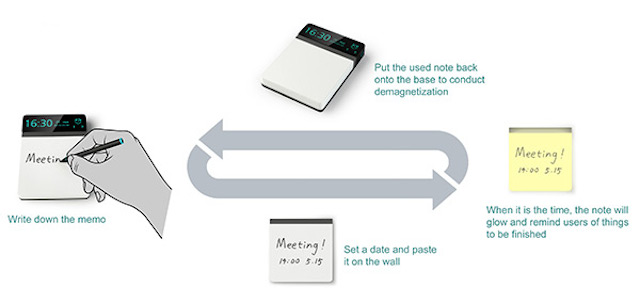 16:30
Put the used note back
onto the base to conduct
demagnetization
16:30
Meetin
Write down the memo
Meeting!
19:00 5.15
Set a date and paste
it on the wall
Meeting!
19:00 5.15
When it is the time, the note will
glow and remind users of things
to be finished